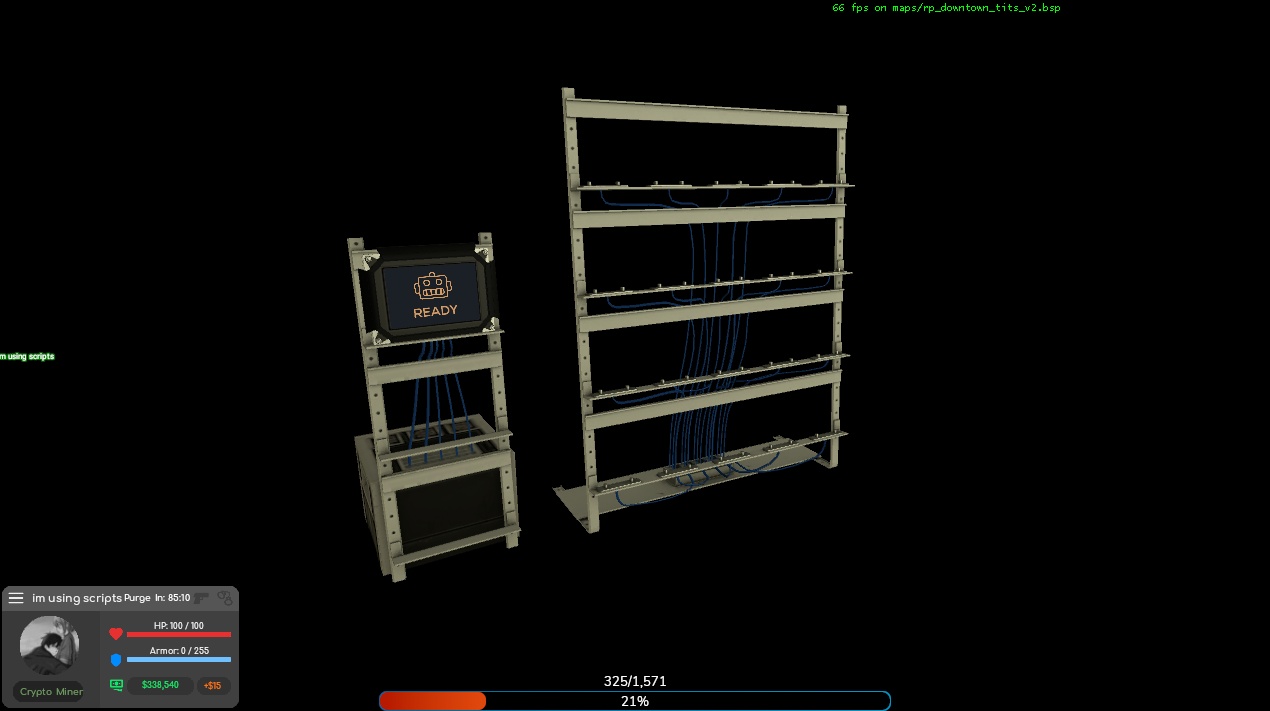 66 fps on maps/rp_downtown_tits_v2.bsp
READY
m using scripts
im using scripts Purge In: 85:10
HP: 100 / 100
Armor: 0 / 255
Crypto Miner
$338,540
+$15
325/1,571
21%